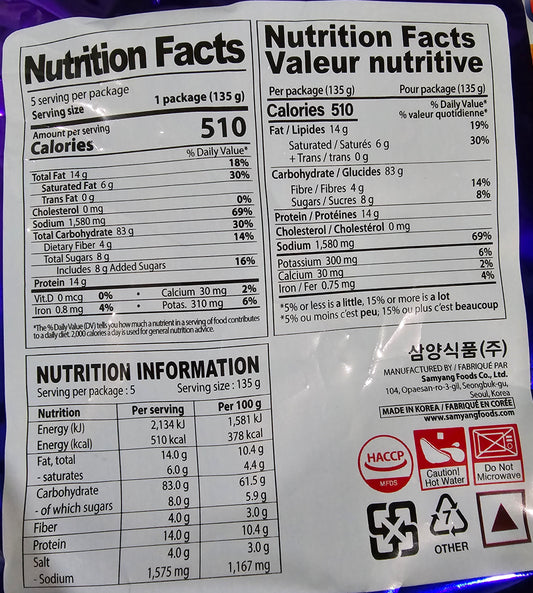 Nutrition Facts
5 serving per package
Serving size 1 package (135 g)
Amount per serving
Calories 510
% Daily Value*
Total Fat 14 g 18%
Saturated Fat 6 g 30%
Trans Fat 0 g
Cholesterol 0 mg 0%
Sodium 1,580 mg 69%
Total Carbohydrate 83 g 30%
Dietary Fiber 4 g 14%
Total Sugars 8 g
Includes 8 g Added Sugars 16%
Protein 14 g
Vit.D 0 mcg 0% • Calcium 30 mg 2%
Iron 0.8 mg 4% • Potas. 310 mg 6%
*The % Daily Value (DV) tells you how much a nutrient in a serving of food contributes
to a daily diet. 2,000 calories a day is used for general nutrition advice.
Nutrition Facts
Valeur nutritive
Per package (135 g) Pour package (135 g)
Calories 510 % Daily Value*
% valeur quotidienne*
Fat / Lipides 14 g 19%
Saturated / Saturés 6 g 30%
+ Trans / trans 0 g
Carbohydrate / Glucides 83 g
Fibre / Fibres 4 g 14%
Sugars / Sucres 8 g 8%
Protein / Protéines 14 g
Cholesterol / Cholestérol 0 mg
Sodium 1,580 mg 69%
Potassium 300 mg 6%
Calcium 30 mg 2%
Iron / Fer 0.75 mg 4%
*5% or less is a little, 15% or more is a lot
*5% ou moins c'est peu; 15% ou plus c'est beaucoup
NUTRITION INFORMATION
Serving per package : 5 Serving size : 135 g
Nutrition Per serving Per 100 g
Energy (kJ) 2,134 kJ 1,581 kJ
Energy (kcal) 510 kcal 378 kcal
Fat, total 14.0 g 10.4 g
- saturates 6.0 g 4.4 g
Carbohydrate 83.0 g 61.5 g
- of which sugars 8.0 g 5.9 g
Fiber 4.0 g 3.0 g
Protein 14.0 g 10.4 g
Salt 4.0 g 3.0 g
- Sodium 1,575 mg 1,167 mg
삼양식품(주)
MANUFACTURED BY / FABRIQUÉ PAR
Samyang Foods Co., Ltd.
104, Opaesan-ro-3-gil, Seongbuk-gu,
Seoul, Korea
MADE IN KOREA / FABRIQUÉ EN CORÉE
www.samyangfoods.com
HACCP
MFDS
Caution!
Hot Water
Do Not
Microwave
7
OTHER